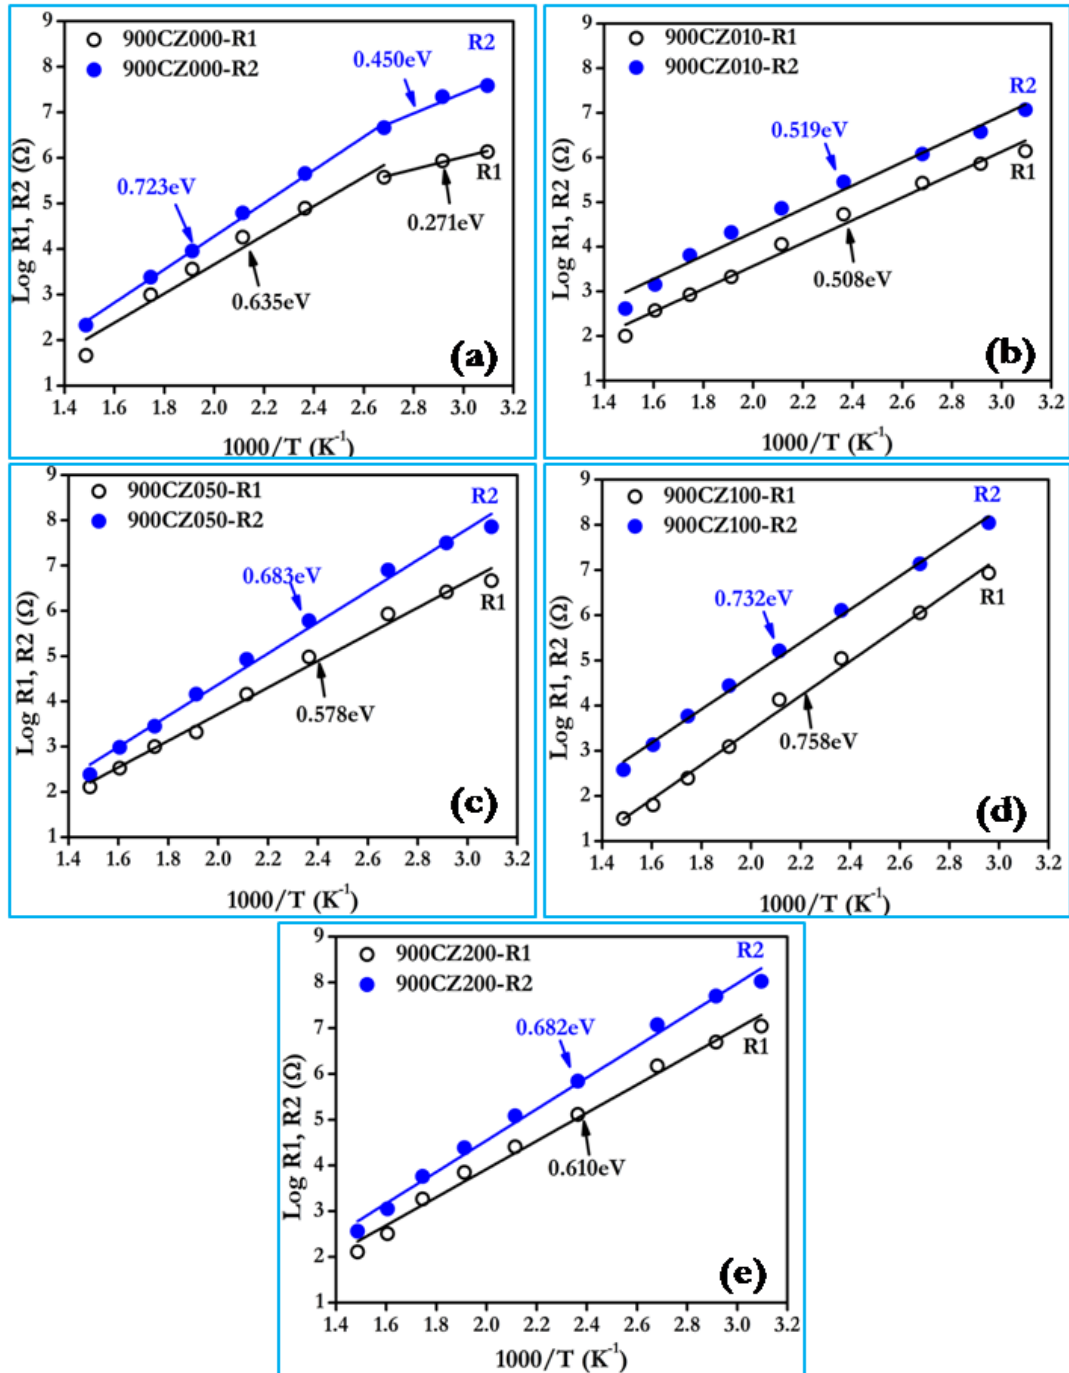 900CZ000-R1
900CZ000-R2
R2
0.450eV
0.723eV
R1
0.271eV
0.635eV
(a)
Log R1, R2 (Ω)
9
8
7
6
5
4
3
2
1
1.4 1.6 1.8 2.0 2.2 2.4 2.6 2.8 3.0 3.2
1000/T (K⁻¹)
900CZ010-R1
900CZ010-R2
R2
0.519eV
R1
0.508eV
(b)
Log R1, R2 (Ω)
9
8
7
6
5
4
3
2
1
1.4 1.6 1.8 2.0 2.2 2.4 2.6 2.8 3.0 3.2
1000/T (K⁻¹)
900CZ050-R1
900CZ050-R2
R2
0.683eV
R1
0.578eV
(c)
Log R1, R2 (Ω)
9
8
7
6
5
4
3
2
1
1.4 1.6 1.8 2.0 2.2 2.4 2.6 2.8 3.0 3.2
1000/T (K⁻¹)
900CZ100-R1
900CZ100-R2
R2
0.732eV
R1
0.758eV
(d)
Log R1, R2 (Ω)
9
8
7
6
5
4
3
2
1
1.4 1.6 1.8 2.0 2.2 2.4 2.6 2.8 3.0 3.2
1000/T (K⁻¹)
900CZ200-R1
900CZ200-R2
R2
0.682eV
R1
0.610eV
(e)
Log R1, R2 (Ω)
9
8
7
6
5
4
3
2
1
1.4 1.6 1.8 2.0 2.2 2.4 2.6 2.8 3.0 3.2
1000/T (K⁻¹)